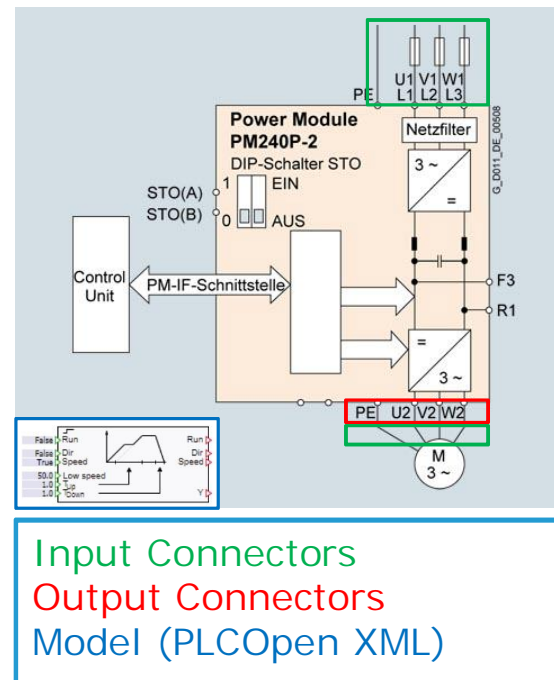 U1 V1 W1
PE L1 L2 L3
Power Module
PM240P-2
Netzfilter
DIP-Schalter STO
G_D011_DE_00508
3 ~
=
STO(A)
1 EIN
STO(B)
0 AUS
Control
Unit
PM-IF-Schnittstelle
F3
R1
=
3 ~
PE U2 V2 W2
M
3 ~
False Run Run
False Dir Dir
True Speed Speed
50.0 Low speed
1.0 Tup
1.0 Tdown Y
Input Connectors
Output Connectors
Model (PLCOpen XML)